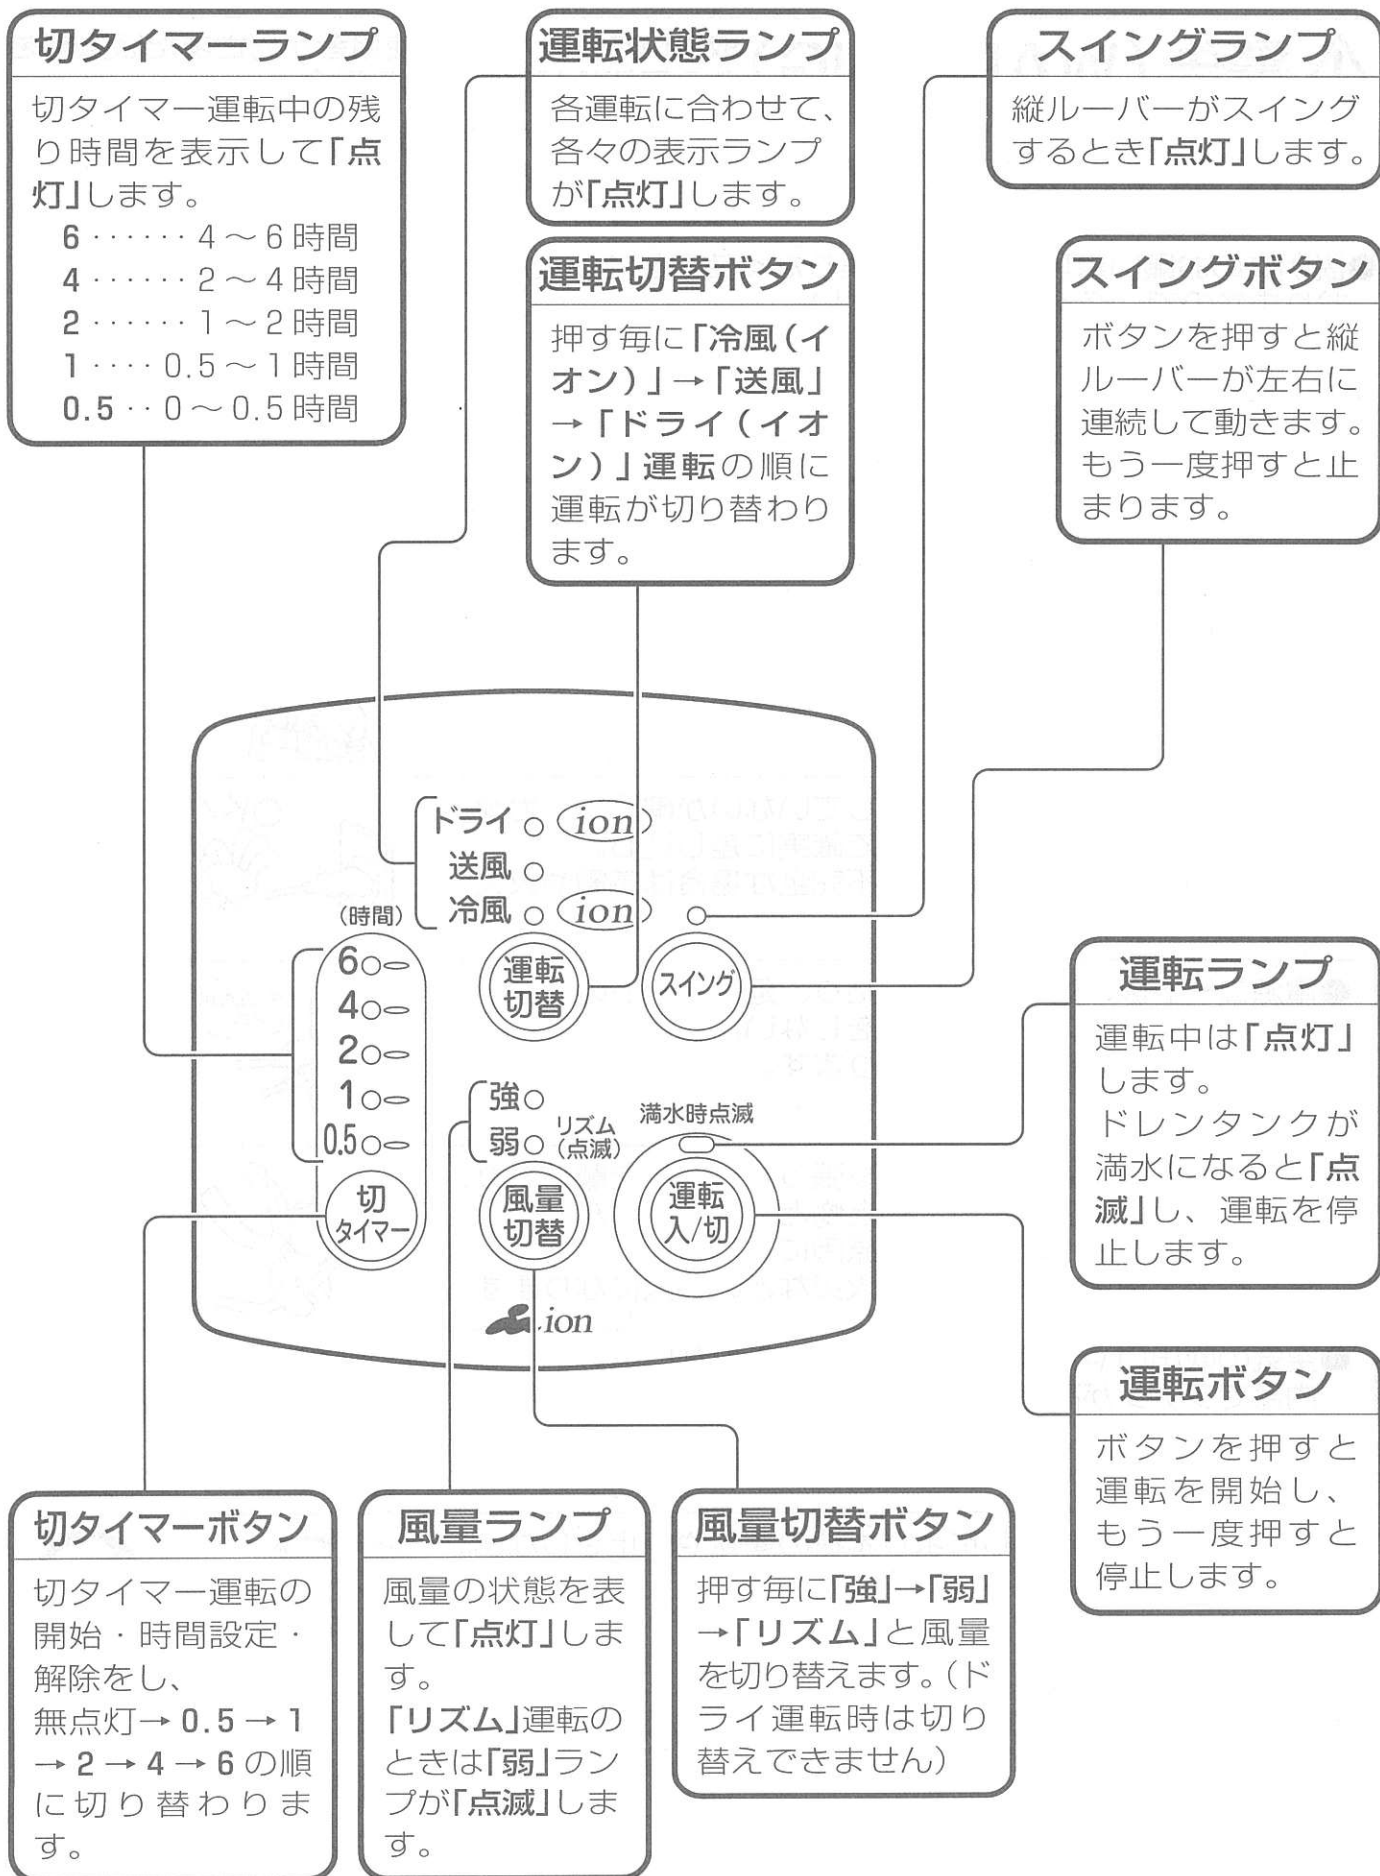 切タイマーランプ
切タイマー運転中の残
り時間を表示して「点
灯」します。
6 ‥‥‥ 4～6時間
4 ‥‥‥ 2～4時間
2 ‥‥‥ 1～2時間
1 ‥‥ 0.5～1時間
0.5 ‥ 0～0.5時間
運転状態ランプ
各運転に合わせて、
各々の表示ランプ
が「点灯」します。
スイングランプ
縦ルーバーがスイング
するとき「点灯」します。
運転切替ボタン
押す毎に「冷風（イ
オン）」→「送風」
→「ドライ（イオ
ン）」運転の順に
運転が切り替わり
ます。
スイングボタン
ボタンを押すと縦
ルーバーが左右に
連続して動きます。
もう一度押すと止
まります。
ドライ ion
送風
冷風 ion
(時間)
6
4
2
1
0.5
切
タイマー
運転
切替
スイング
強
弱
リズム
(点滅)
風量
切替
満水時点滅
運転
入/切
ion
運転ランプ
運転中は「点灯」
します。
ドレンタンクが
満水になると「点
滅」し、運転を停
止します。
運転ボタン
ボタンを押すと
運転を開始し、
もう一度押すと
停止します。
切タイマーボタン
切タイマー運転の
開始・時間設定・
解除をし、
無点灯→0.5→1
→2→4→6の順
に切り替わりま
す。
風量ランプ
風量の状態を表
して「点灯」しま
す。
「リズム」運転の
ときは「弱」ラン
プが「点滅」しま
す。
風量切替ボタン
押す毎に「強」→「弱」
→「リズム」と風量
を切り替えます。（ド
ライ運転時は切り
替えできません）